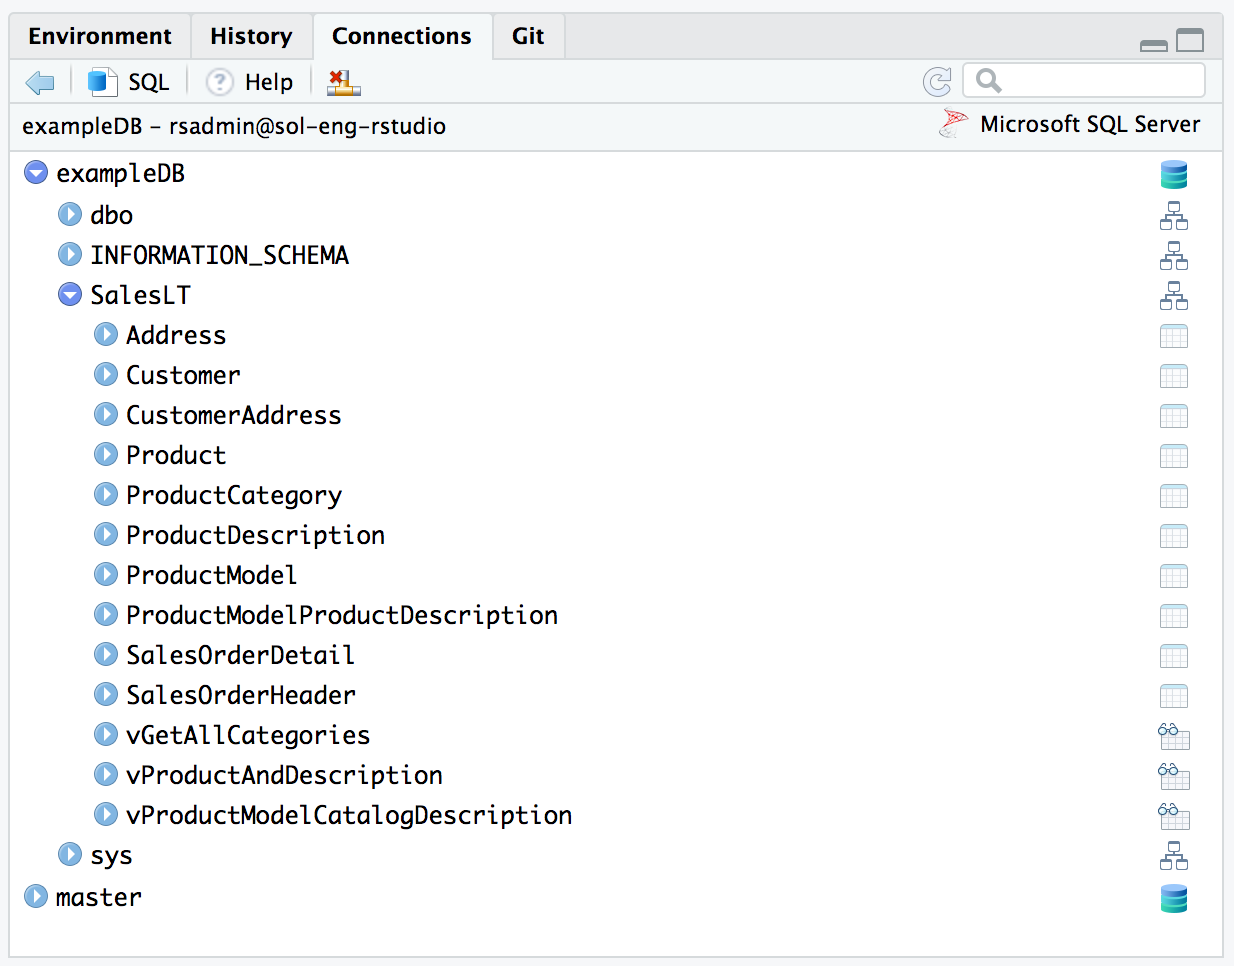 Environment History Connections Git
SQL ? Help
exampleDB – rsadmin@sol-eng-rstudio Microsoft SQL Server
exampleDB
dbo
INFORMATION_SCHEMA
SalesLT
Address
Customer
CustomerAddress
Product
ProductCategory
ProductDescription
ProductModel
ProductModelProductDescription
SalesOrderDetail
SalesOrderHeader
vGetAllCategories
vProductAndDescription
vProductModelCatalogDescription
sys
master